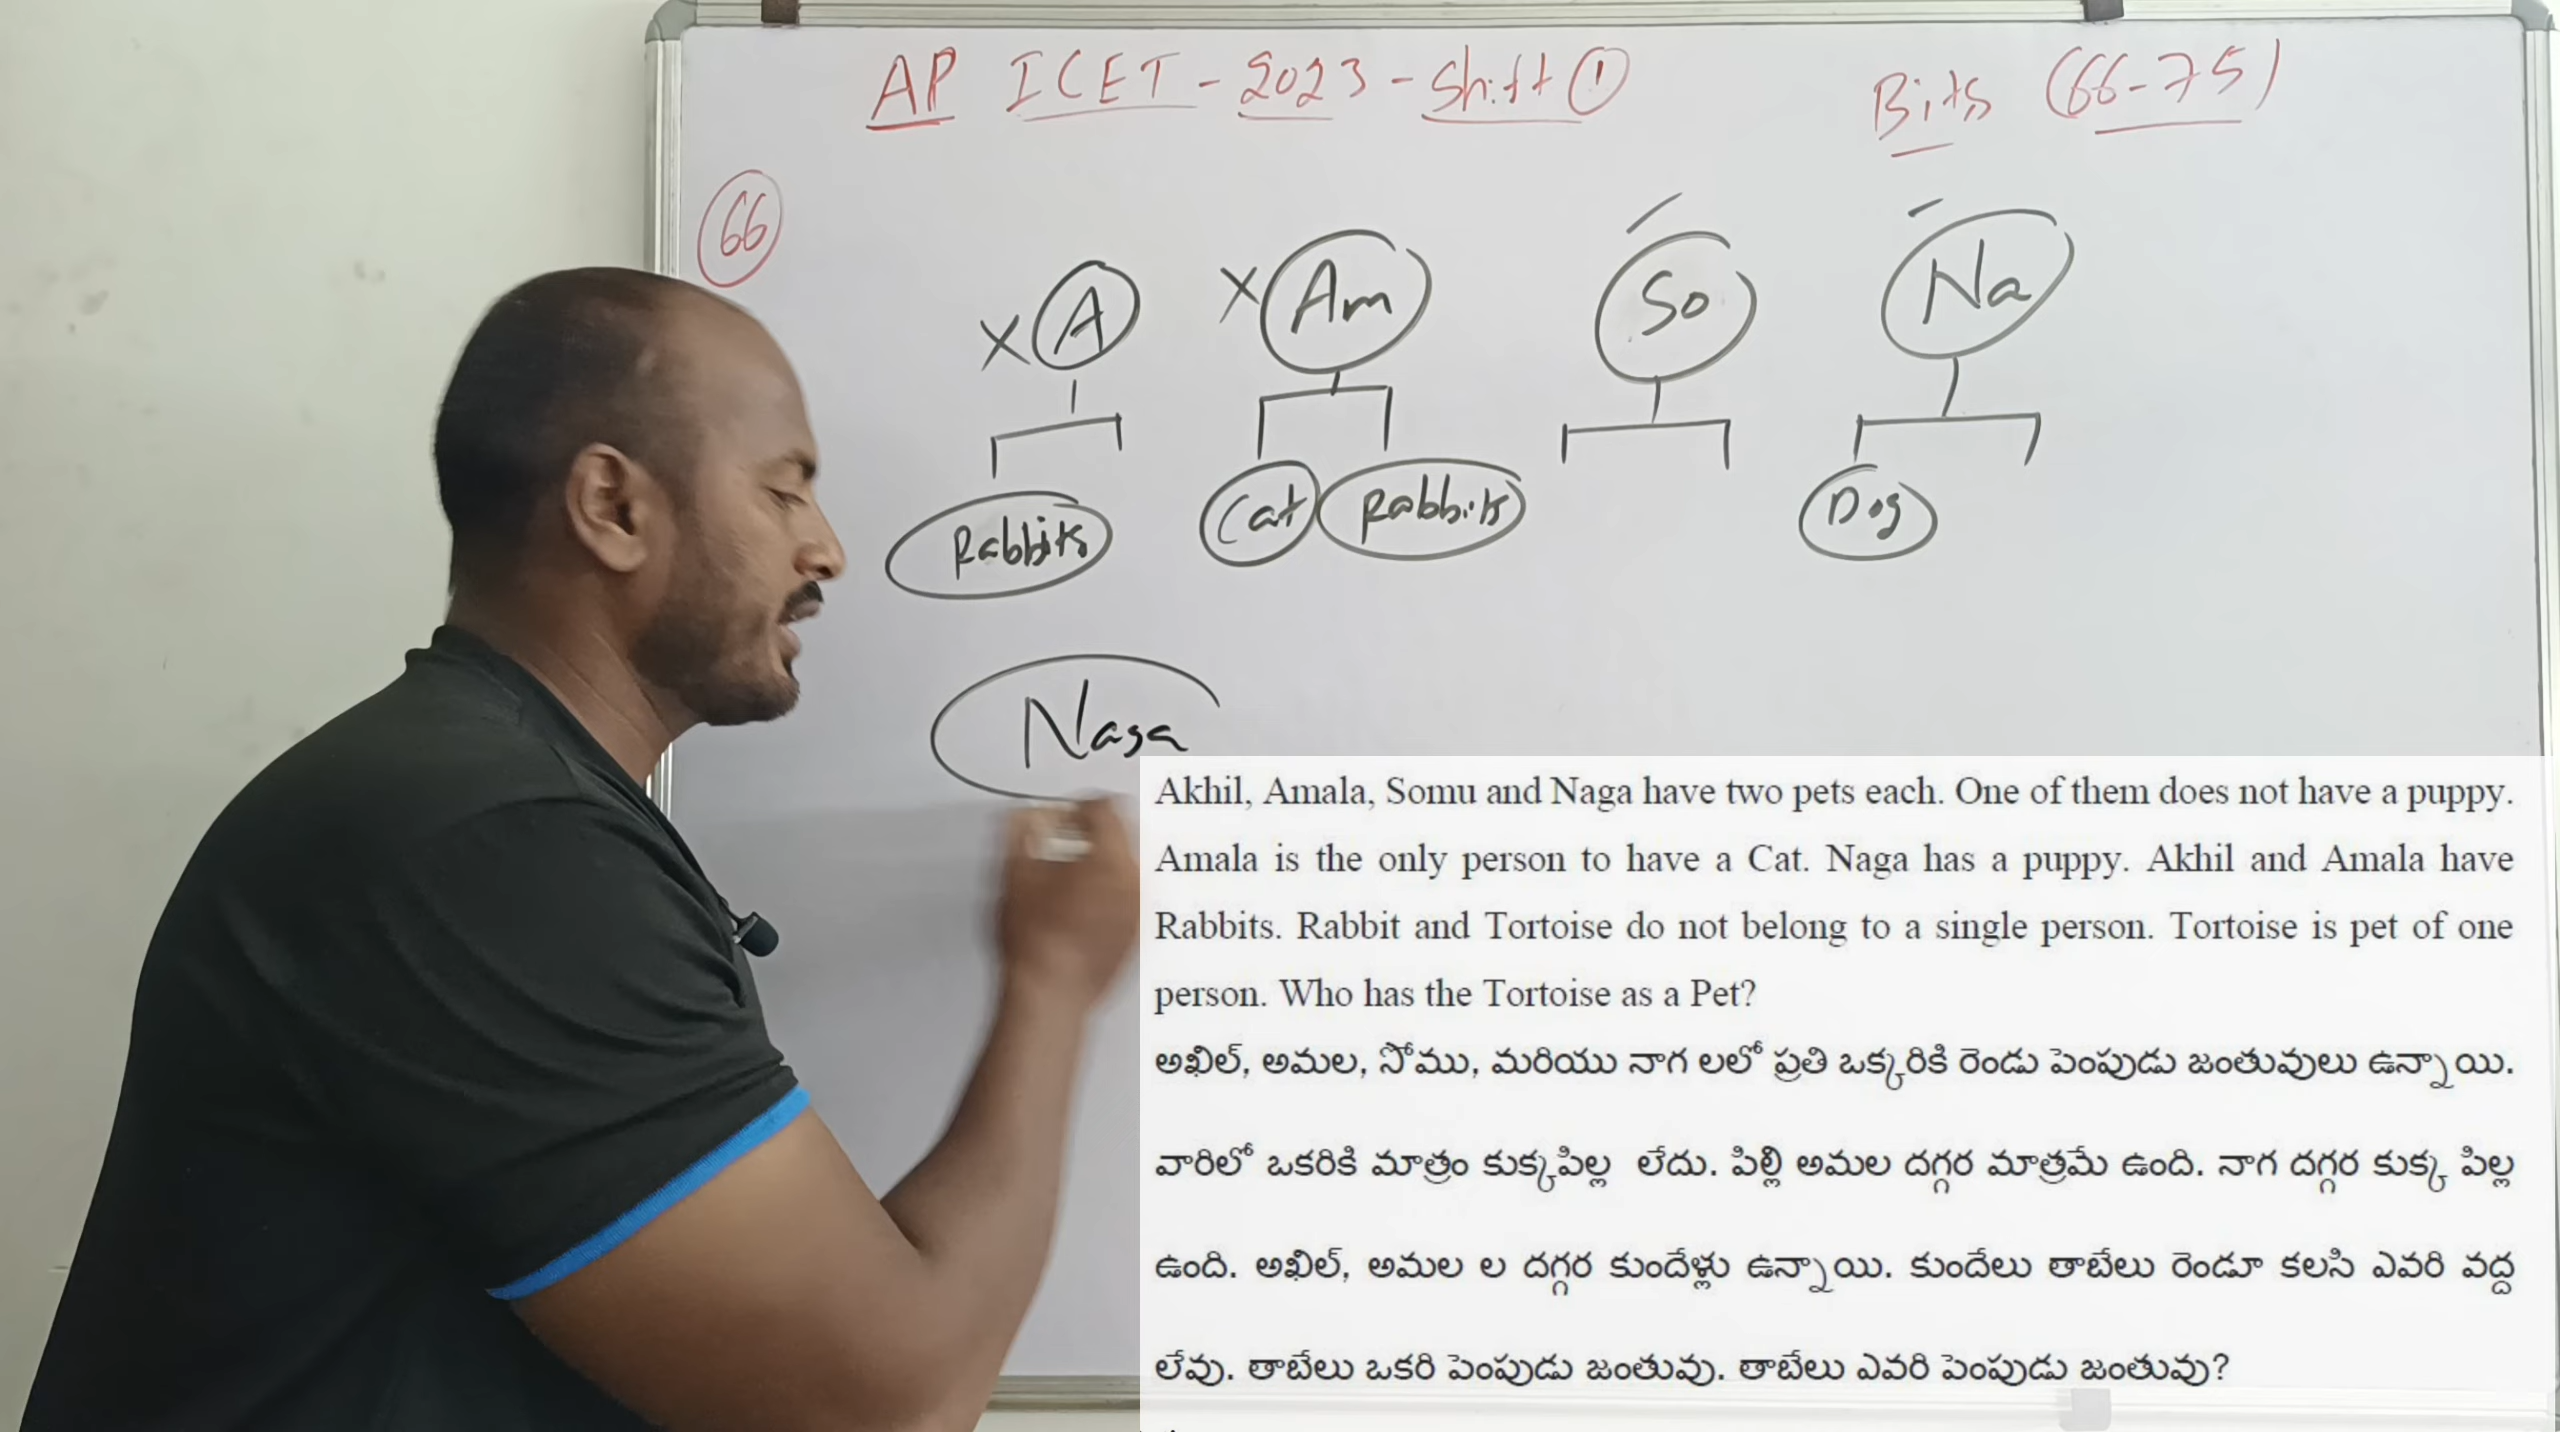 AP ICET - 2023 - Shift ①
Bits (66-75)
66
X A X Am So Na
Rabbits Cat Rabbits Dog
Naga
Akhil, Amala, Somu and Naga have two pets each. One of them does not have a puppy.
Amala is the only person to have a Cat. Naga has a puppy. Akhil and Amala have
Rabbits. Rabbit and Tortoise do not belong to a single person. Tortoise is pet of one
person. Who has the Tortoise as a Pet?
అఖిల్, అమల, సోము, మరియు నాగ లలో ప్రతి ఒక్కరికి రెండు పెంపుడు జంతువులు ఉన్నాయి.
వారిలో ఒకరికి మాత్రం కుక్కపిల్ల లేదు. పిల్లి అమల దగ్గర మాత్రమే ఉంది. నాగ దగ్గర కుక్క పిల్ల
ఉంది. అఖిల్, అమల ల దగ్గర కుందేళ్లు ఉన్నాయి. కుందేలు తాబేలు రెండూ కలసి ఎవరి వద్ద
లేవు. తాబేలు ఒకరి పెంపుడు జంతువు. తాబేలు ఎవరి పెంపుడు జంతువు?